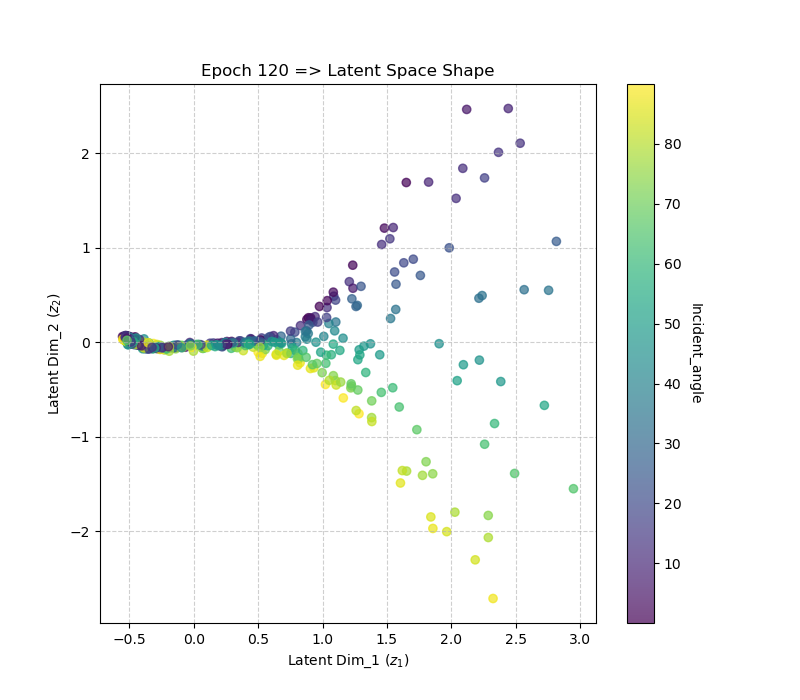 Epoch 120 => Latent Space Shape
Latent Dim_2 (z₂)
2
1
0
−1
−2
−0.5 0.0 0.5 1.0 1.5 2.0 2.5 3.0
Latent Dim_1 (z₁)
80
70
60
50
40
30
20
10
Incident_angle